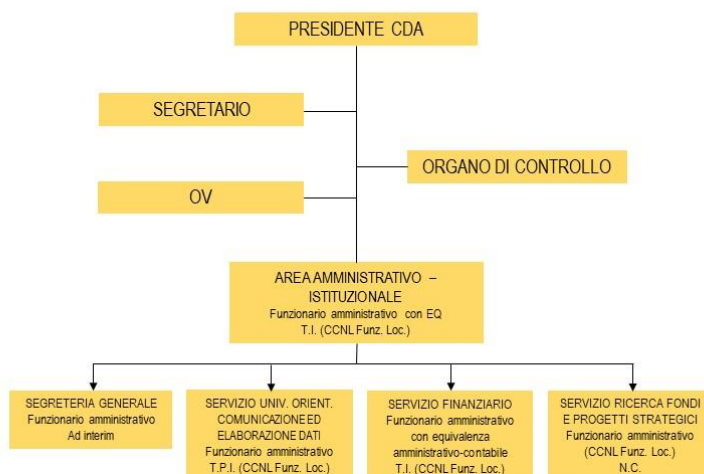 PRESIDENTE CDA
SEGRETARIO
ORGANO DI CONTROLLO
OV
AREA AMMINISTRATIVO –
ISTITUZIONALE
Funzionario amministrativo con EQ
T.I. (CCNL Funz. Loc.)
SEGRETERIA GENERALE
Funzionario amministrativo
Ad interim
SERVIZIO UNIV. ORIENT.
COMUNICAZIONE ED
ELABORAZIONE DATI
Funzionario amministrativo
T.P.I. (CCNL Funz. Loc.)
SERVIZIO FINANZIARIO
Funzionario amministrativo
con equivalenza
amministrativo-contabile
T.I. (CCNL Funz. Loc.)
SERVIZIO RICERCA FONDI
E PROGETTI STRATEGICI
Funzionario amministrativo
(CCNL Funz. Loc.)
N.C.